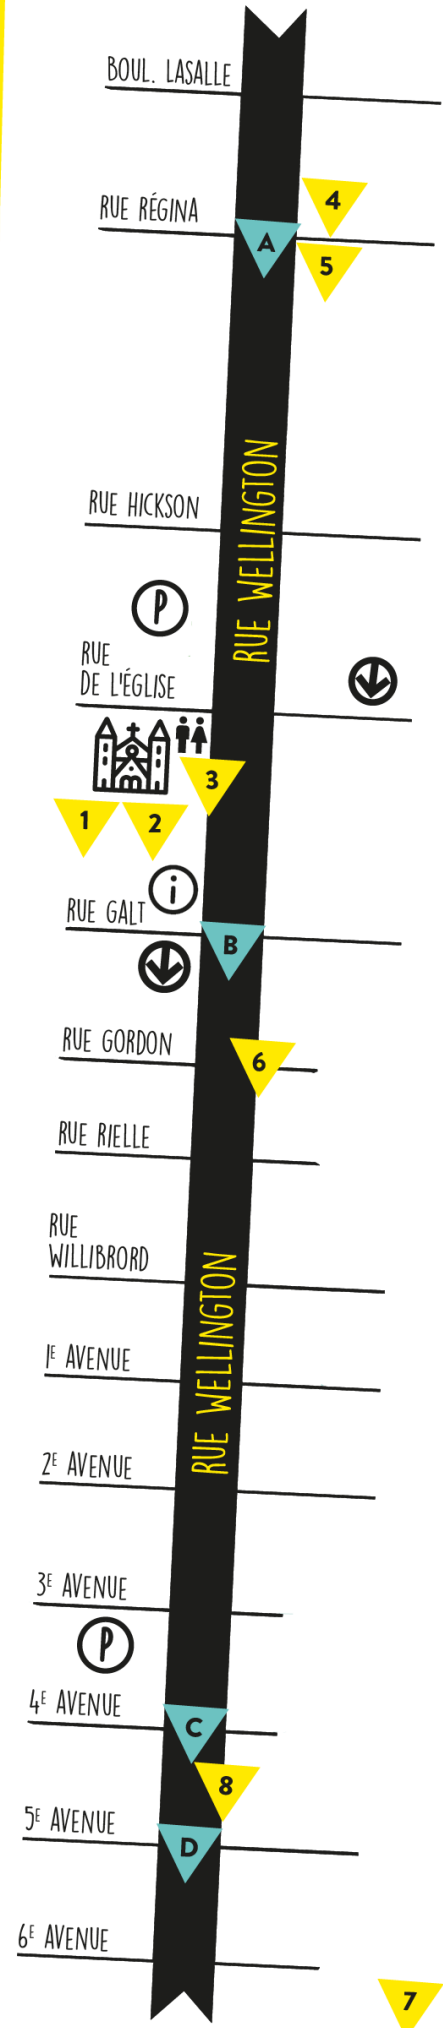 BOUL. LASALLE
4
RUE RÉGINA
A
5
RUE WELLINGTON
RUE HICKSON
P
RUE
DE L'ÉGLISE
3
1
2
i
RUE GALT
B
RUE GORDON
6
RUE RIELLE
RUE
WILLIBRORD
RUE WELLINGTON
1E AVENUE
2E AVENUE
3E AVENUE
P
4E AVENUE
C
8
5E AVENUE
D
6E AVENUE
7